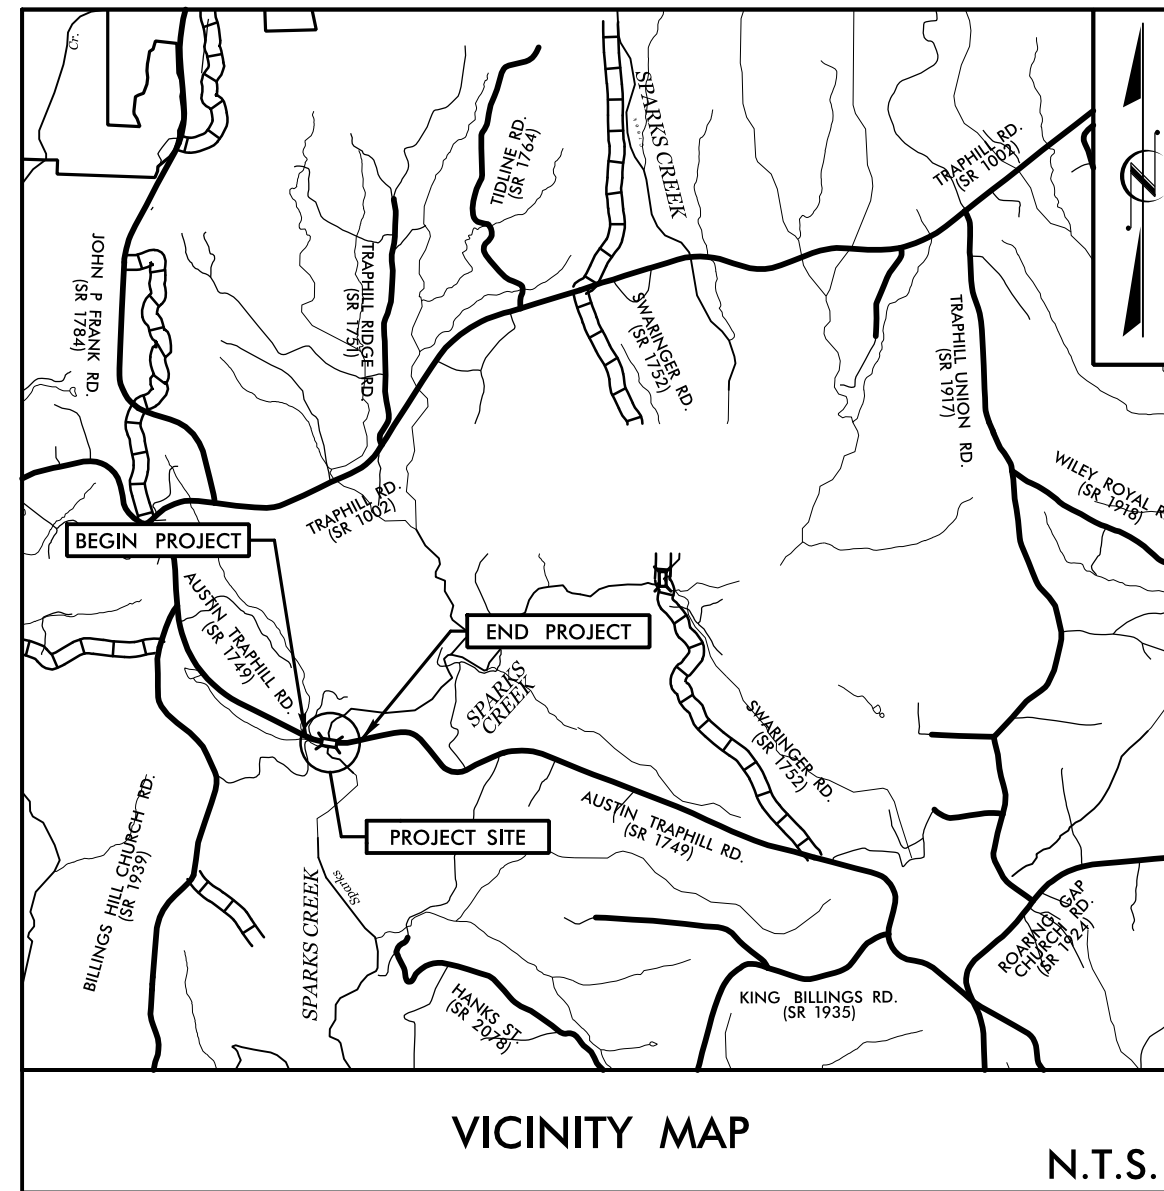 Cr.
SPARKS CREEK
TIDLINE RD.
(SR 1764)
TRAPHILL RD.
(SR 1002)
N
JOHN P FRANK RD.
(SR 1784)
TRAPHILL RIDGE RD.
(SR 1751)
SWARINGER RD.
(SR 1752)
TRAPHILL UNION RD.
(SR 1917)
WILEY ROYAL R
(SR 1918)
TRAPHILL RD.
(SR 1002)
BEGIN PROJECT
AUSTIN TRAPHILL RD.
(SR 1749)
END PROJECT
SPARKS
CREEK
SWARINGER RD.
(SR 1752)
BILLINGS HILL CHURCH RD.
(SR 1939)
PROJECT SITE
AUSTIN TRAPHILL RD.
(SR 1749)
SPARKS CREEK
Sparks
ROARING GAP
CHURCH RD.
(SR 1924)
HANKS ST.
(SR 2078)
KING BILLINGS RD.
(SR 1935)
VICINITY MAP
N.T.S.